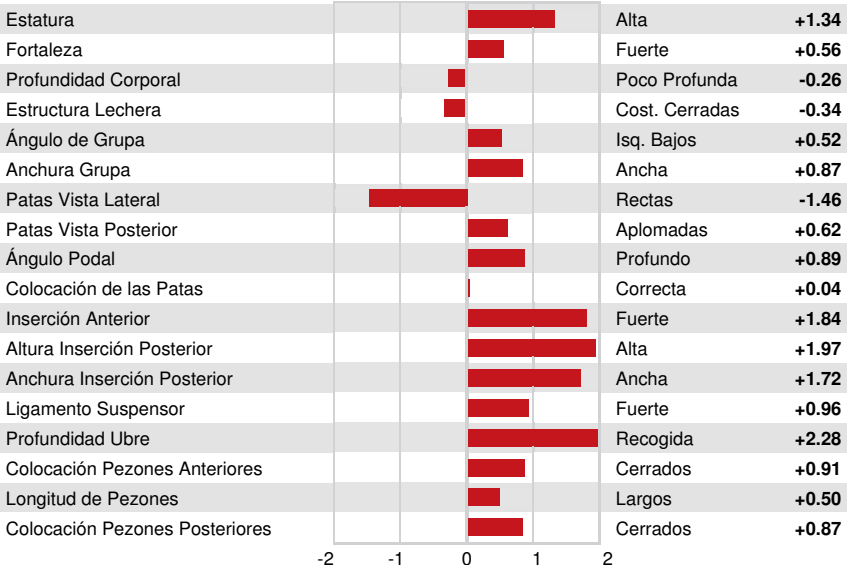 Estatura Alta +1.34
Fortaleza Fuerte +0.56
Profundidad Corporal Poco Profunda -0.26
Estructura Lechera Cost. Cerradas -0.34
Ángulo de Grupa Isq. Bajos +0.52
Anchura Grupa Ancha +0.87
Patas Vista Lateral Rectas -1.46
Patas Vista Posterior Aplomadas +0.62
Ángulo Podal Profundo +0.89
Colocación de las Patas Correcta +0.04
Inserción Anterior Fuerte +1.84
Altura Inserción Posterior Alta +1.97
Anchura Inserción Posterior Ancha +1.72
Ligamento Suspensor Fuerte +0.96
Profundidad Ubre Recogida +2.28
Colocación Pezones Anteriores Cerrados +0.91
Longitud de Pezones Largos +0.50
Colocación Pezones Posteriores Cerrados +0.87
-2 -1 0 1 2